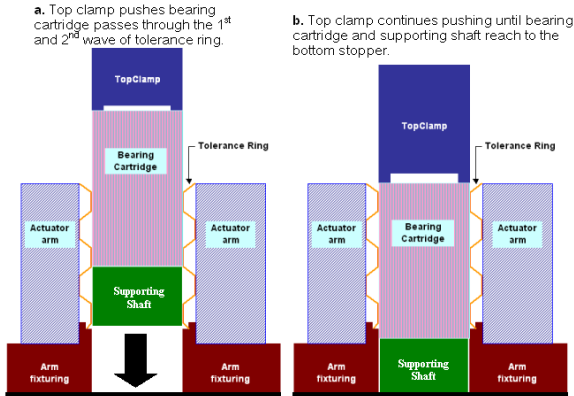 a. Top clamp pushes bearing
cartridge passes through the 1st
and 2nd wave of tolerance ring.
TopClamp
Bearing
Cartridge
Tolerance Ring
Actuator
arm
Actuator
arm
Supporting
Shaft
Arm
fixturing
Arm
fixturing
b. Top clamp continues pushing until bearing
cartridge and supporting shaft reach to the
bottom stopper.
TopClamp
Tolerance Ring
Bearing
Cartridge
Actuator
arm
Actuator
arm
Supporting
Shaft
Arm
fixturing
Arm
fixturing